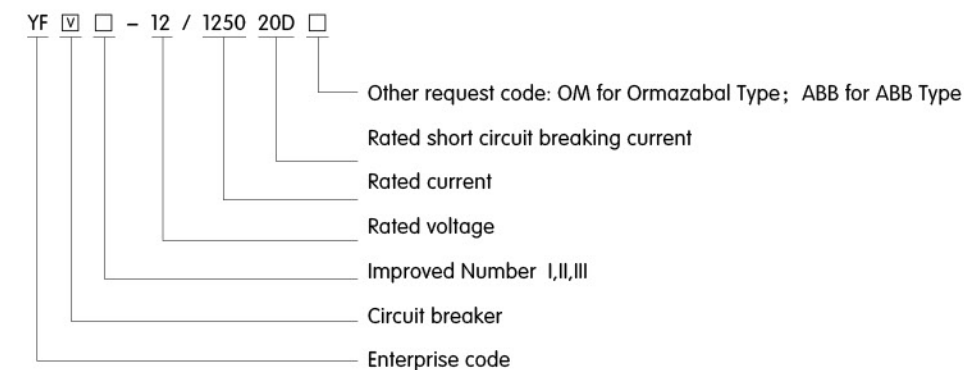 YF V □ - 12 / 1250 20D □
Other request code: OM for Ormazabal Type; ABB for ABB Type
Rated short circuit breaking current
Rated current
Rated voltage
Improved Number I,II,III
Circuit breaker
Enterprise code